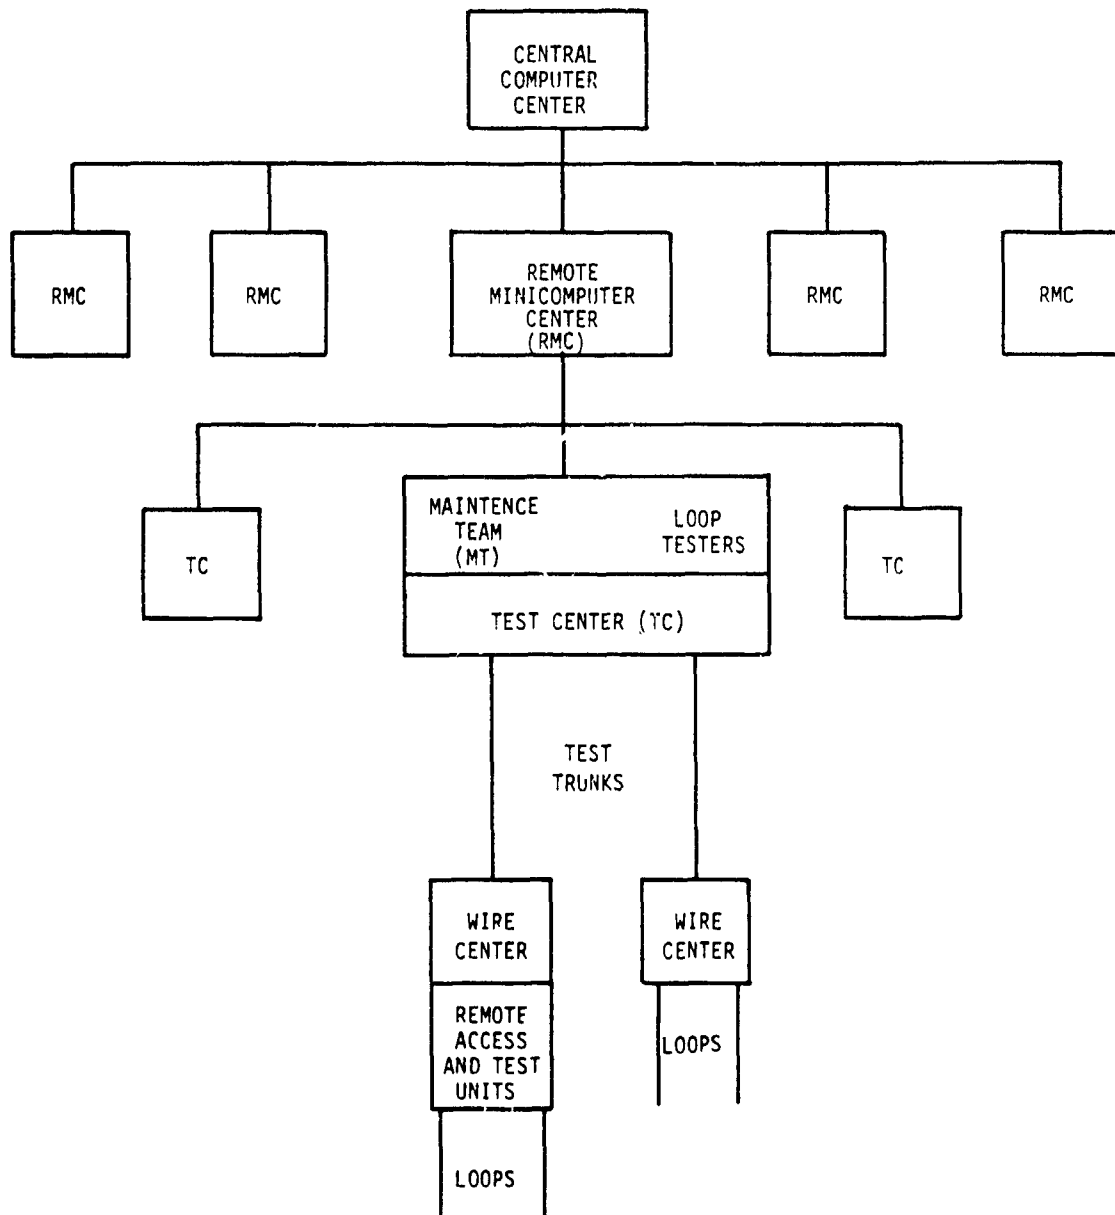 CENTRAL
COMPUTER
CENTER
RMC
RMC
REMOTE
MINICOMPUTER
CENTER
(RMC)
RMC
RMC
MAINTENCE
TEAM
(MT)
LOOP
TESTERS
TC
TEST CENTER (TC)
TC
TEST
TRUNKS
WIRE
CENTER
WIRE
CENTER
REMOTE
ACCESS
AND TEST
UNITS
LOOPS
LOOPS